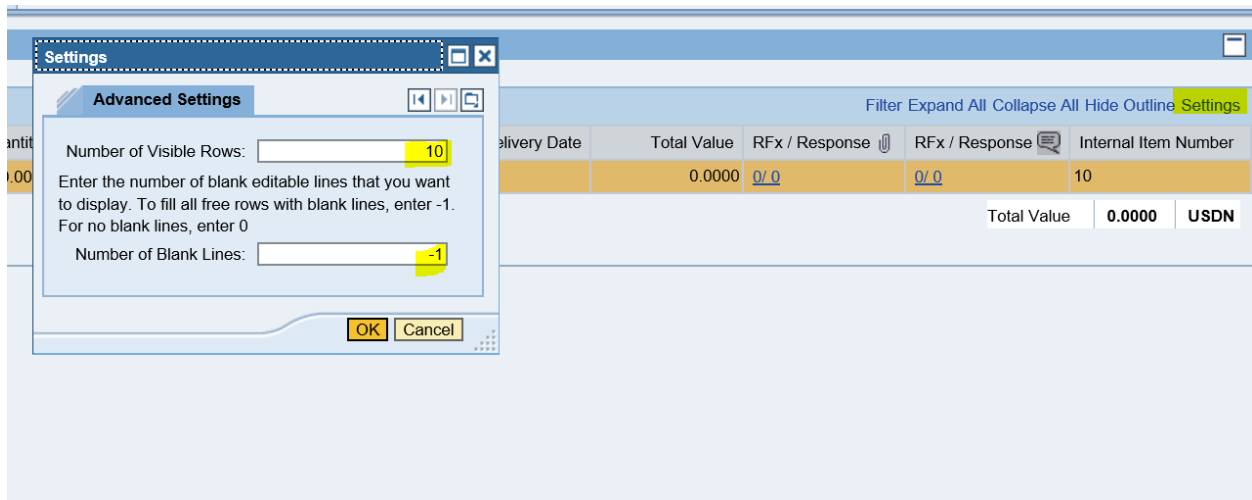 Settings
Advanced Settings
Filter Expand All Collapse All Hide Outline Settings
Total Value RFx / Response RFx / Response Internal Item Number
Number of Visible Rows: 10
0.0000 0/ 0 0/ 0 10
Enter the number of blank editable lines that you want
to display. To fill all free rows with blank lines, enter -1.
For no blank lines, enter 0
Total Value 0.0000 USDN
Number of Blank Lines: -1
OK Cancel